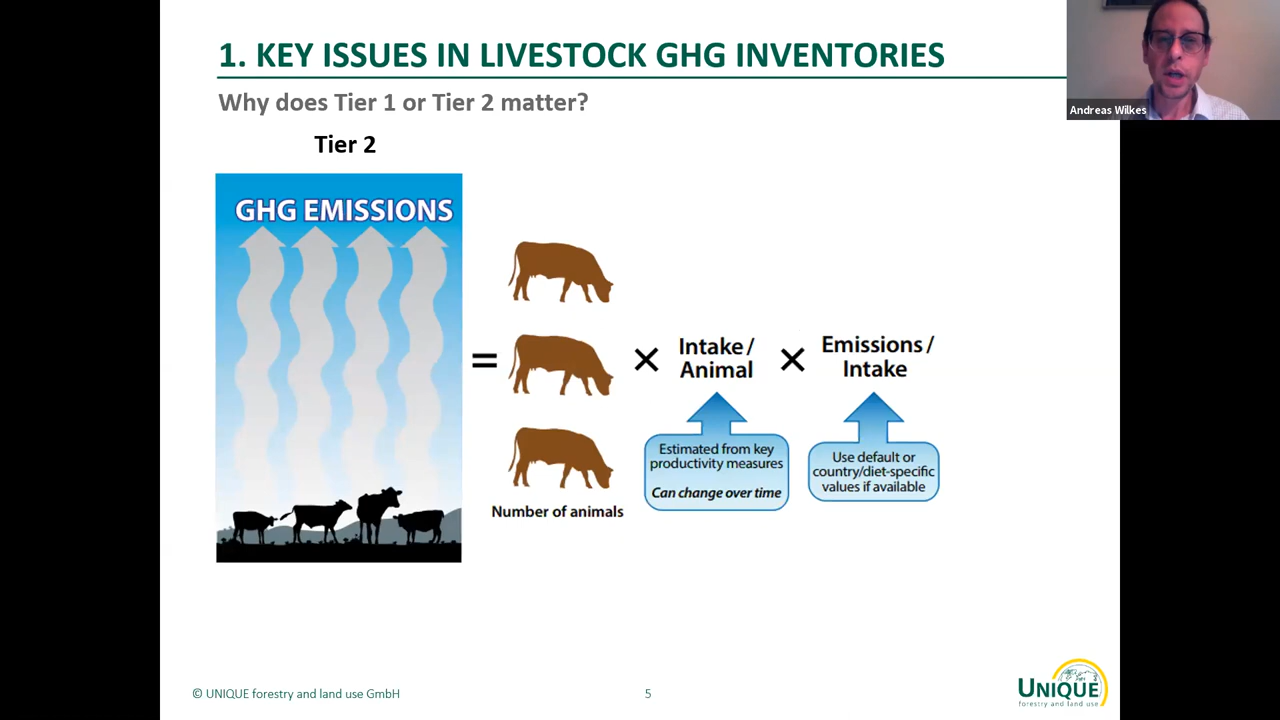 1. KEY ISSUES IN LIVESTOCK GHG INVENTORIES
Why does Tier 1 or Tier 2 matter?
Andreas Wilkes
Tier 2
GHG EMISSIONS
=
Number of animals
×
Intake /
Animal
×
Emissions /
Intake
Estimated from key
productivity measures
Can change over time
Use default or
country/diet-specific
values if available
© UNIQUE forestry and land use GmbH
5
UNIQUE
forestry and land use